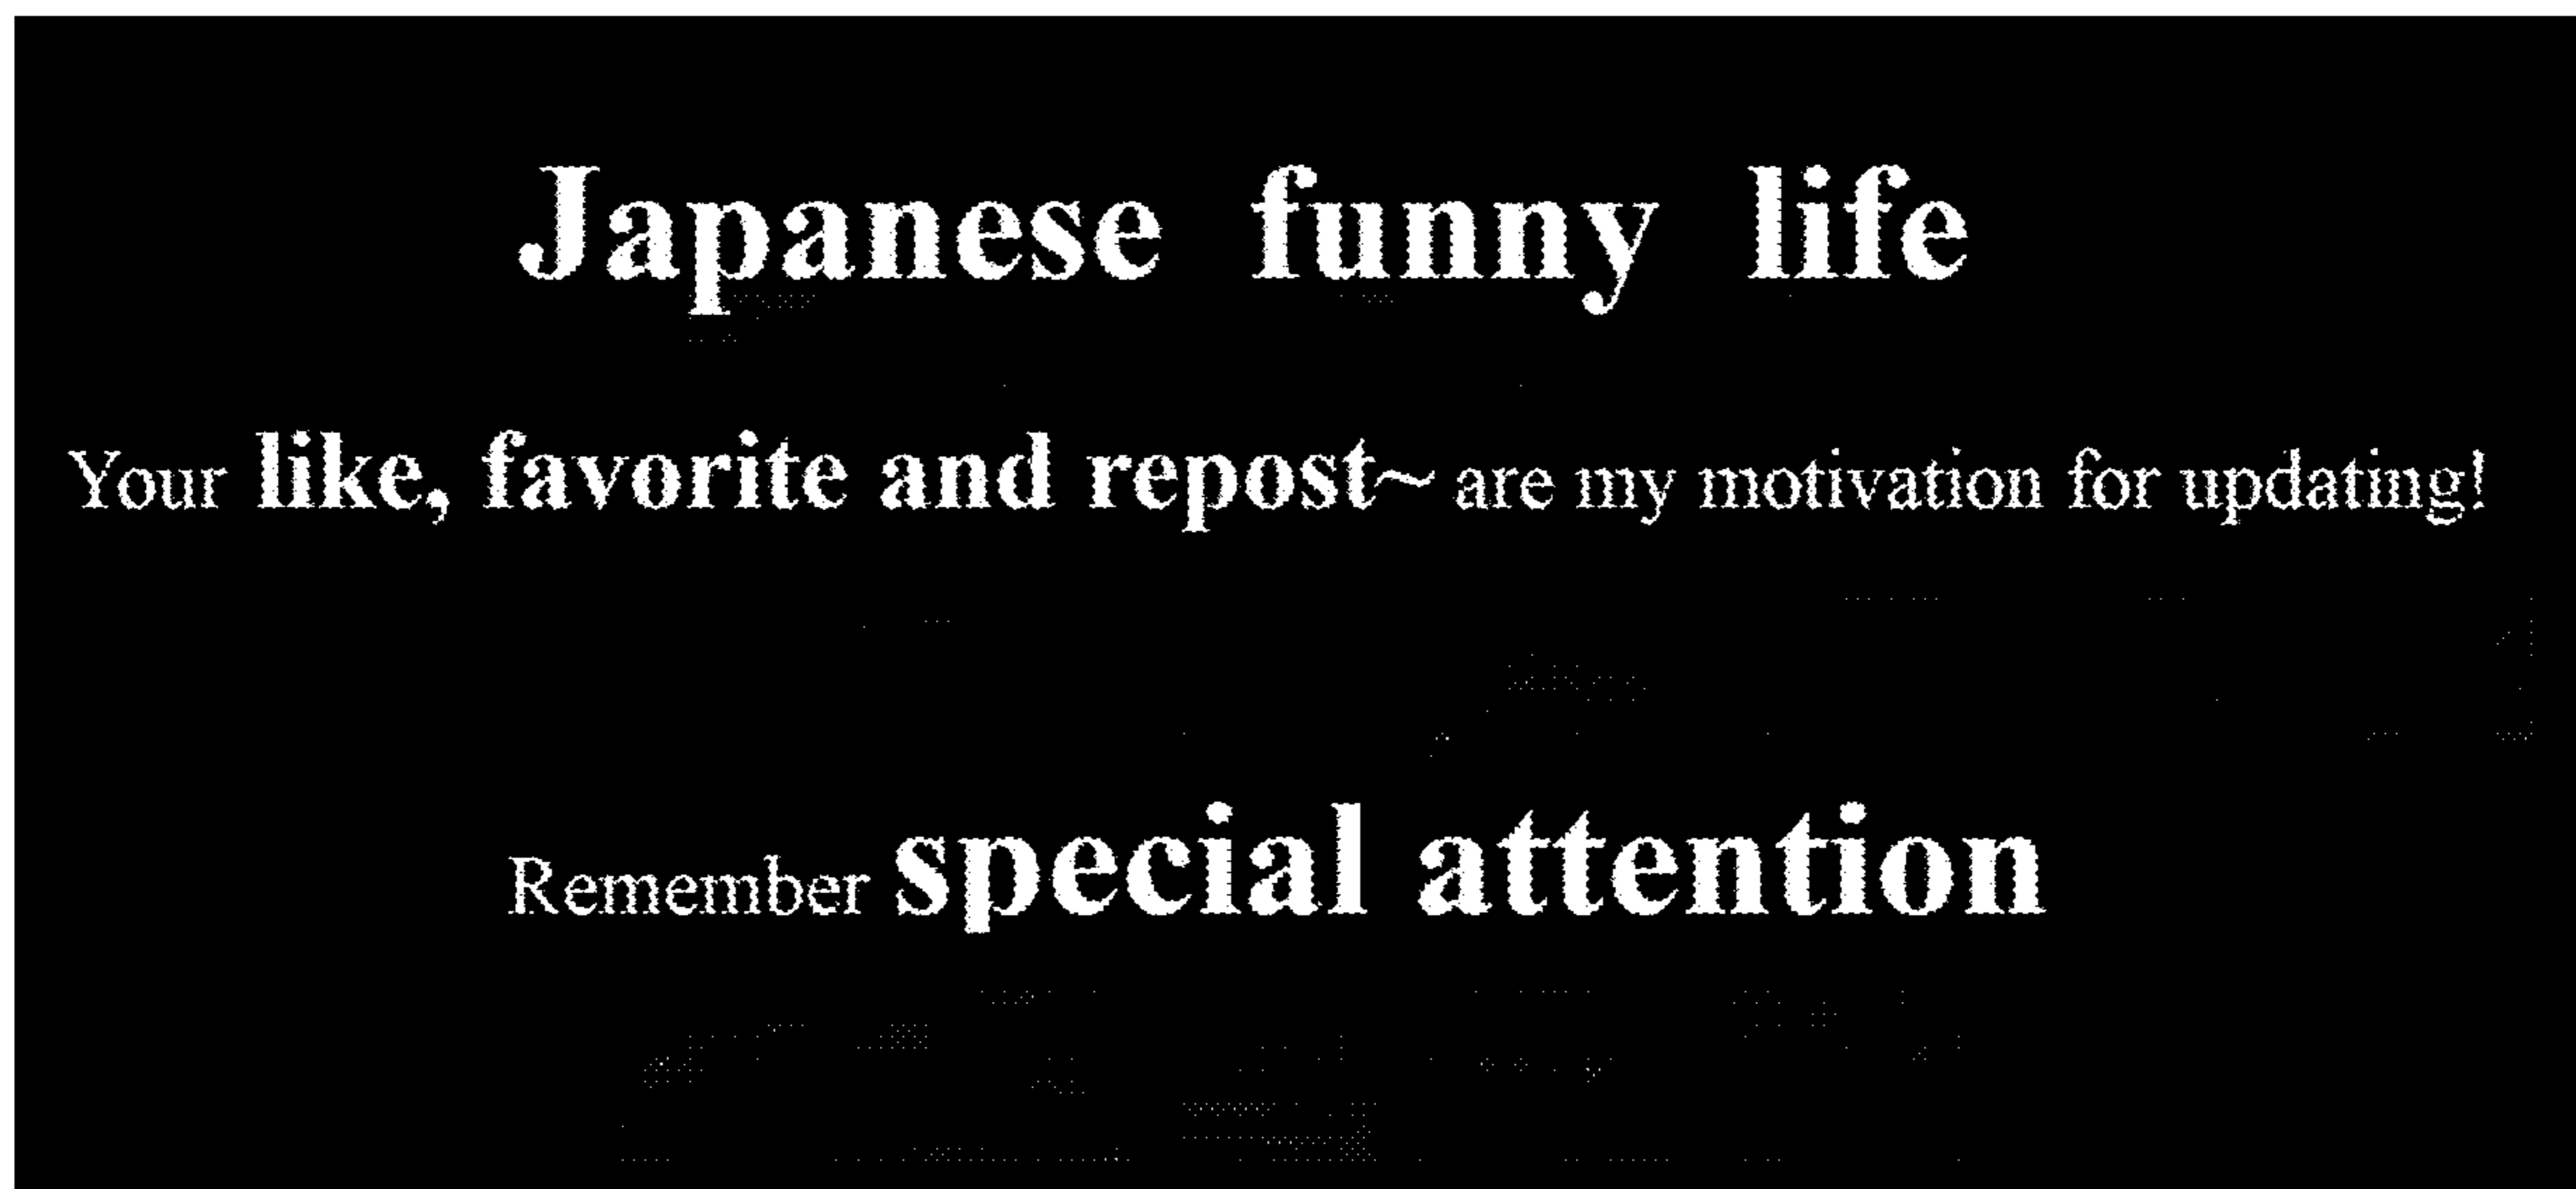 Japanese funny life
Your like, favorite and repost~ are my motivation for updating!
Remember special attention